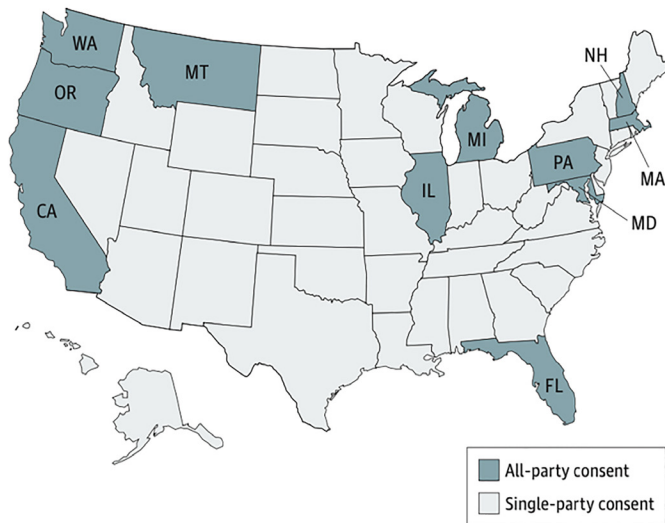 WA
MT
NH
OR
MI
PA
MA
IL
CA
MD
FL
All-party consent
Single-party consent